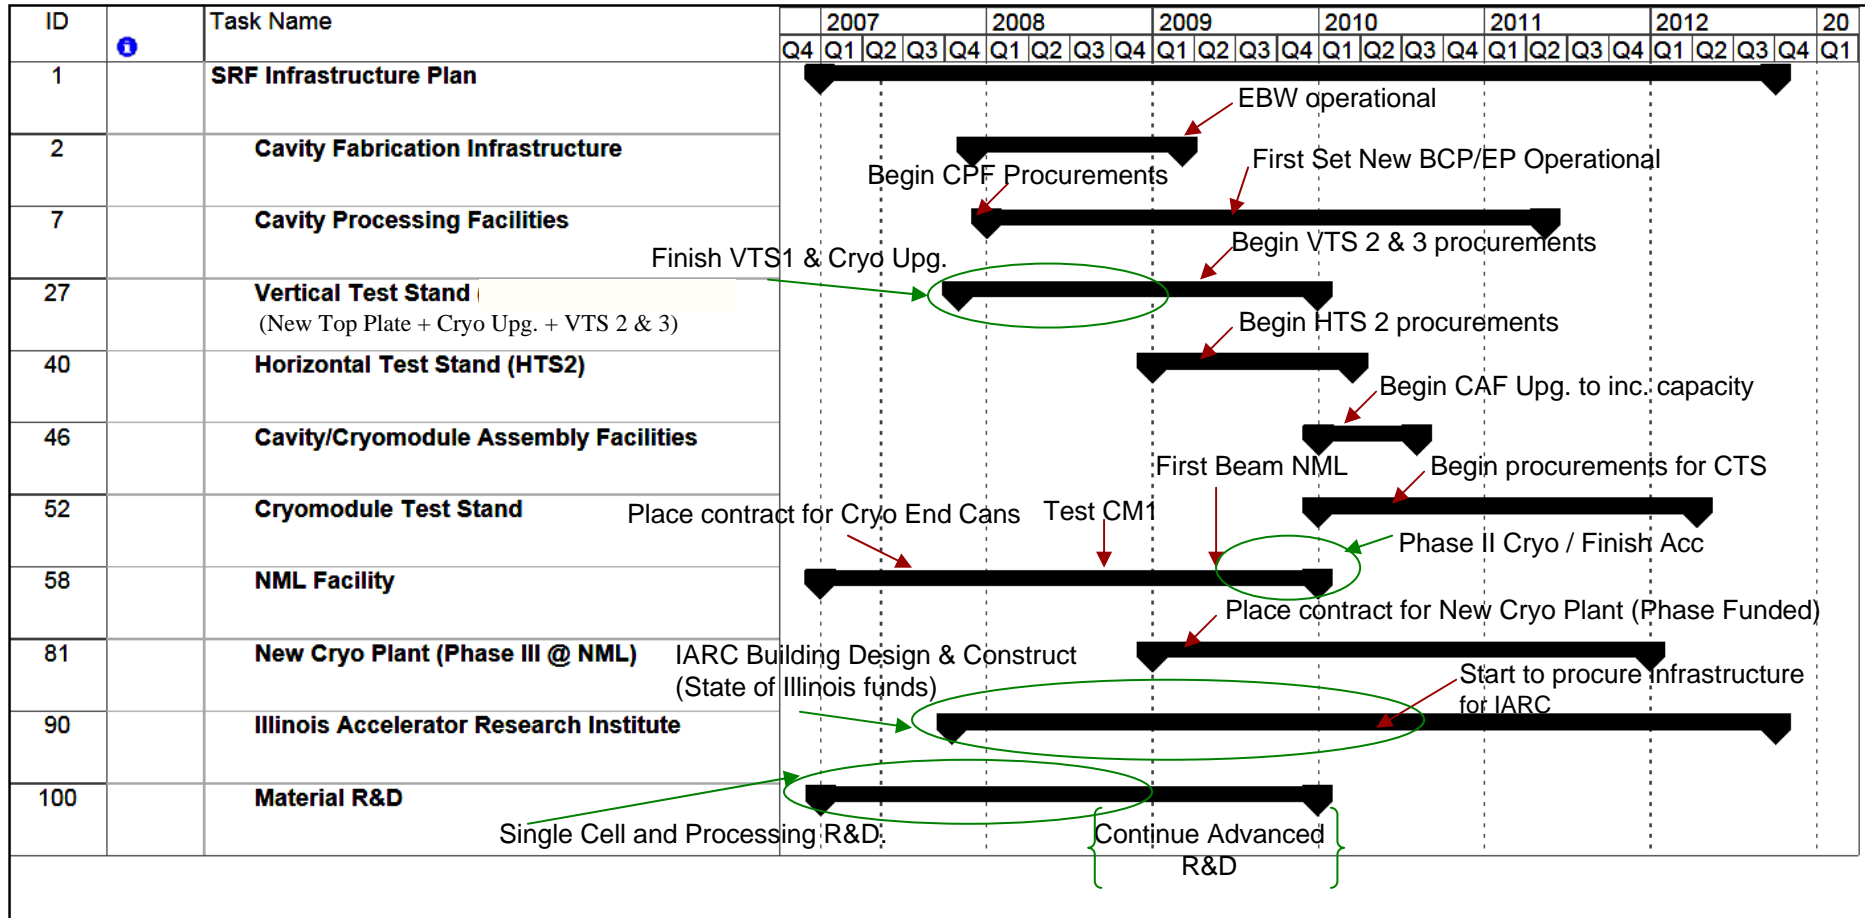 ID Task Name 2007 2008 2009 2010 2011 2012 20
Q4 Q1 Q2 Q3 Q4 Q1 Q2 Q3 Q4 Q1 Q2 Q3 Q4 Q1 Q2 Q3 Q4 Q1 Q2 Q3 Q4 Q1 Q2 Q3 Q4 Q1
1 SRF Infrastructure Plan
EBW operational
2 Cavity Fabrication Infrastructure
First Set New BCP/EP Operational
Begin CPF Procurements
7 Cavity Processing Facilities
Begin VTS 2 & 3 procurements
Finish VTS1 & Cryo Upg.
27 Vertical Test Stand (
(New Top Plate + Cryo Upg. + VTS 2 & 3)
Begin HTS 2 procurements
40 Horizontal Test Stand (HTS2)
Begin CAF Upg. to inc. capacity
46 Cavity/Cryomodule Assembly Facilities
First Beam NML
Begin procurements for CTS
52 Cryomodule Test Stand
Place contract for Cryo End Cans
Test CM1
Phase II Cryo / Finish Acc
58 NML Facility
Place contract for New Cryo Plant (Phase Funded)
81 New Cryo Plant (Phase III @ NML)
IARC Building Design & Construct
(State of Illinois funds)
Start to procure infrastructure
for IARC
90 Illinois Accelerator Research Institute
100 Material R&D
Single Cell and Processing R&D.
Continue Advanced
R&D